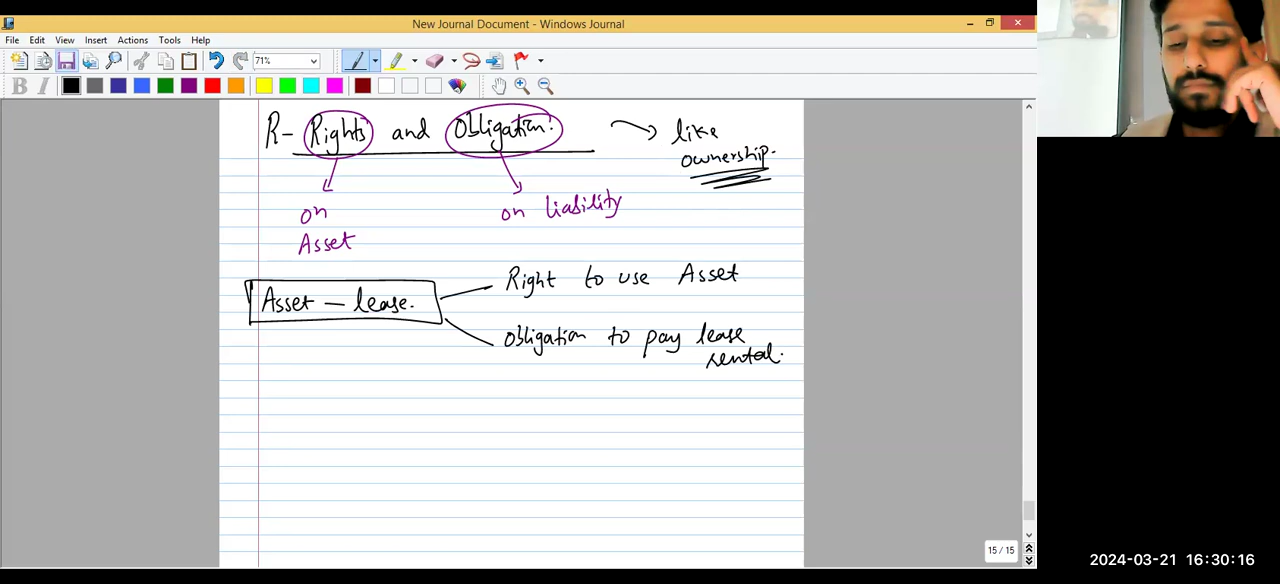 New Journal Document - Windows Journal
File Edit View Insert Actions Tools Help
71%
B I
R- Rights and Obligation. like
ownership.
on on liability
Asset
Asset - lease. Right to use Asset
Obligation to pay lease
rental.
15 / 15
2024-03-21 16:30:16